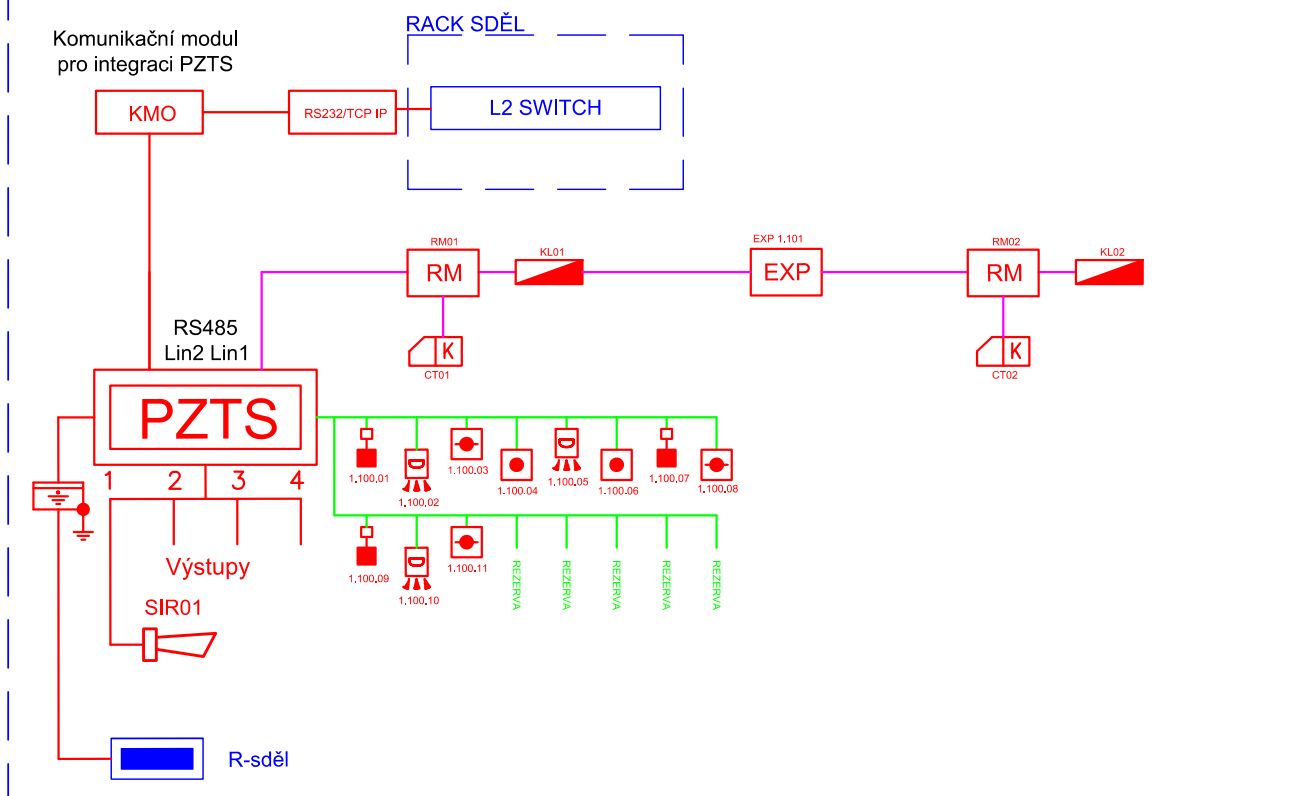 RACK SDĚL
Komunikační modul
pro integraci PZTS
KMO
RS232/TCP IP
L2 SWITCH
RM01
RM
KL01
EXP 1.101
EXP
RM02
RM
KL02
K
CT01
K
CT02
RS485
Lin2 Lin1
PZTS
1 2 3 4
1.100.01
1.100.02
1.100.03
1.100.04
1.100.05
1.100.06
1.100.07
1.100.08
1.100.09
1.100.10
1.100.11
REZERVA
REZERVA
REZERVA
REZERVA
REZERVA
Výstupy
SIR01
R-sděl